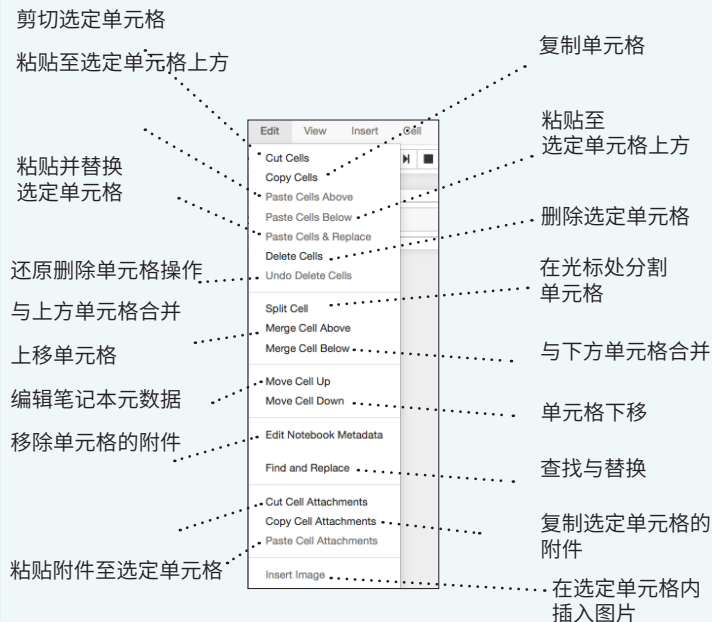 剪切选定单元格
粘贴至选定单元格上方
粘贴并替换
选定单元格
还原删除单元格操作
与上方单元格合并
上移单元格
编辑笔记本元数据
移除单元格的附件
粘贴附件至选定单元格
Edit View Insert Cell
Cut Cells
Copy Cells
Paste Cells Above
Paste Cells Below
Paste Cells & Replace
Delete Cells
Undo Delete Cells
Split Cell
Merge Cell Above
Merge Cell Below
Move Cell Up
Move Cell Down
Edit Notebook Metadata
Find and Replace
Cut Cell Attachments
Copy Cell Attachments
Paste Cell Attachments
Insert Image
复制单元格
粘贴至
选定单元格上方
删除选定单元格
在光标处分割
单元格
与下方单元格合并
单元格下移
查找与替换
复制选定单元格的
附件
在选定单元格内
插入图片